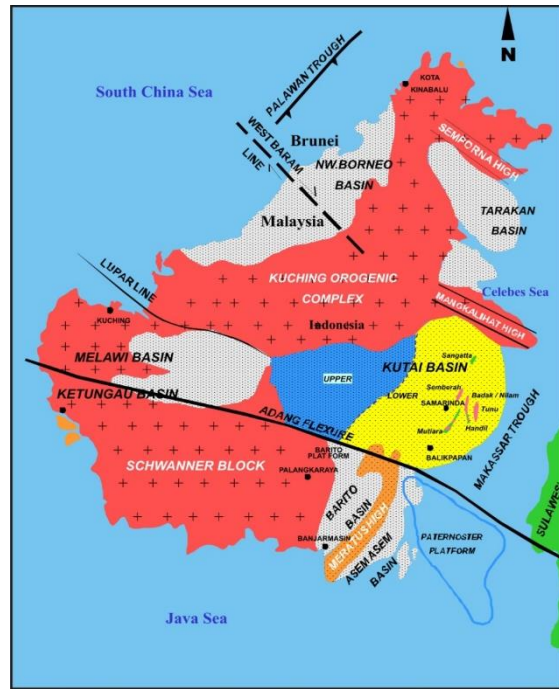 N
South China Sea
PALAWAN TROUGH
KOTA
KINABALU
WEST BARAM
LINE
Brunei
NW.BORNEO
BASIN
SEMPORNA HIGH
TARAKAN
BASIN
Malaysia
LUPAR LINE
KUCHING OROGENIC
COMPLEX
Celebes Sea
MANGKALIHAT HIGH
KUCHING
Indonesia
MELAWI BASIN
KUTAI BASIN
Sangatta
UPPER
LOWER
Semberah
Badak / Nilam
SAMARINDA
Tunu
KETUNGAU BASIN
Mutiara
Handil
ADANG FLEXURE
MAKASSAR TROUGH
BALIKPAPAN
BARITO
PLATFORM
SCHWANNER BLOCK
PALANGKARAYA
SULAWESI
BARITO
BASIN
MERATUS HIGH
PATERNOSTER
PLATFORM
BANJARMASIN
ASEM ASEM
BASIN
Java Sea